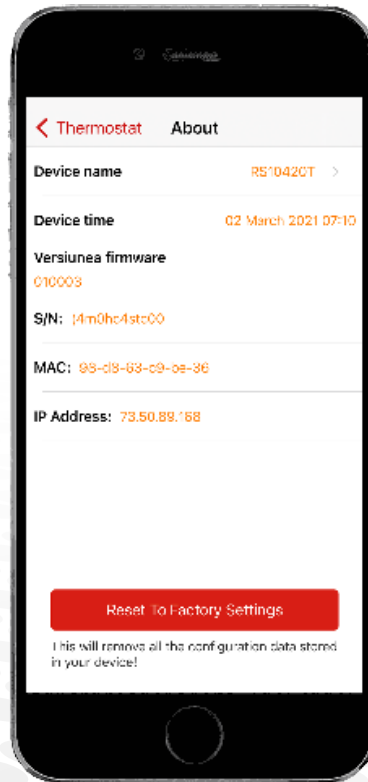 Thermostat About
Device name RS10420T
Device time 02 March 2021 07:10
Versiunea firmware
010003
S/N:
MAC:
IP Address: 73.50.89.168
Reset To Factory Settings
This will remove all the configuration data stored
in your device!